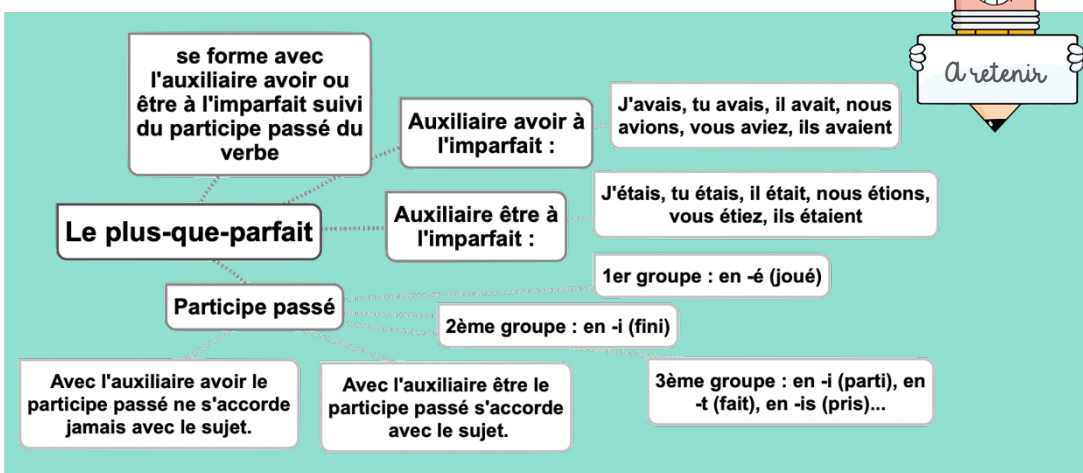 se forme avec
l'auxiliaire avoir ou
être à l'imparfait suivi
du participe passé du
verbe
Auxiliaire avoir à
l'imparfait :
J'avais, tu avais, il avait, nous
avions, vous aviez, ils avaient
A retenir
Le plus-que-parfait
Auxiliaire être à
l'imparfait :
J'étais, tu étais, il était, nous étions,
vous étiez, ils étaient
Participe passé
1er groupe : en -é (joué)
2ème groupe : en -i (fini)
3ème groupe : en -i (parti), en
-t (fait), en -is (pris)...
Avec l'auxiliaire avoir le
participe passé ne s'accorde
jamais avec le sujet.
Avec l'auxiliaire être le
participe passé s'accorde
avec le sujet.